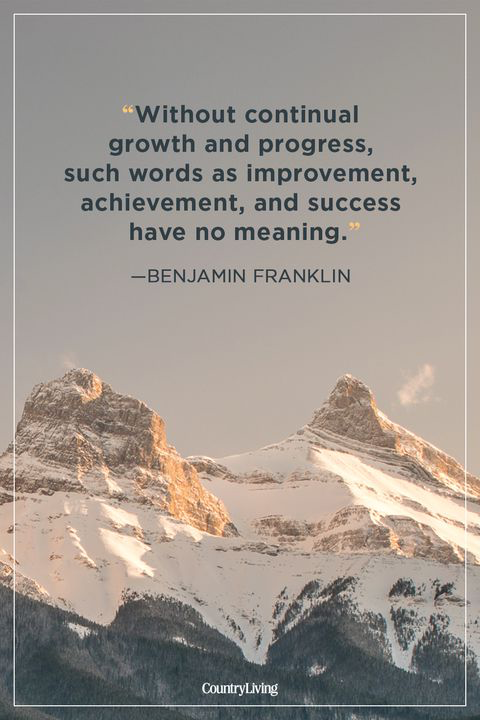 “Without continual
growth and progress,
such words as improvement,
achievement, and success
have no meaning.”
—BENJAMIN FRANKLIN
CountryLiving